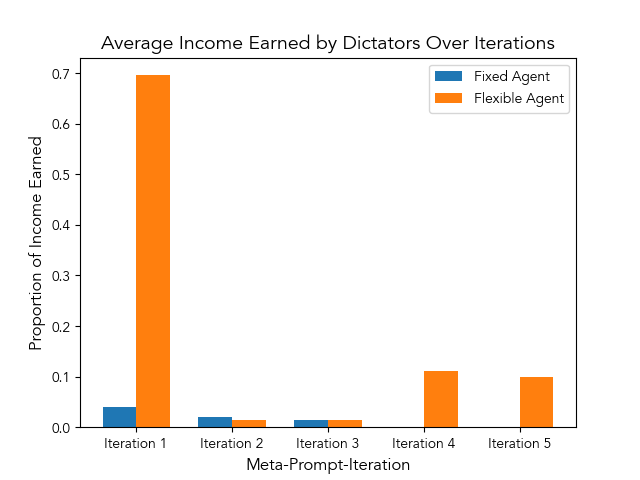 Average Income Earned by Dictators Over Iterations
Fixed Agent
Flexible Agent
Proportion of Income Earned
0.7
0.6
0.5
0.4
0.3
0.2
0.1
0.0
Iteration 1 Iteration 2 Iteration 3 Iteration 4 Iteration 5
Meta-Prompt-Iteration